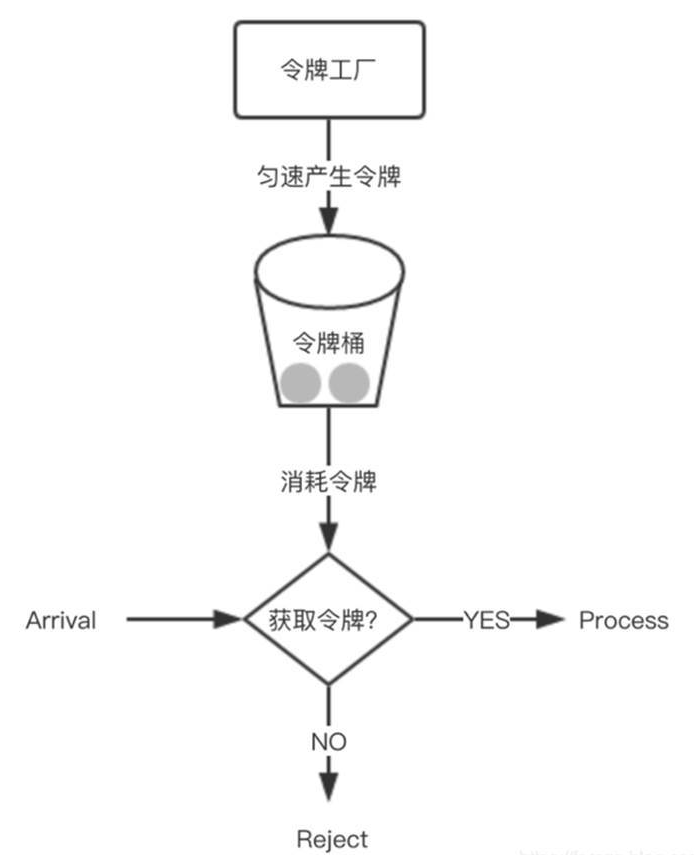 令牌工厂
匀速产生令牌
令牌桶
消耗令牌
Arrival
获取令牌?
YES
Process
NO
Reject